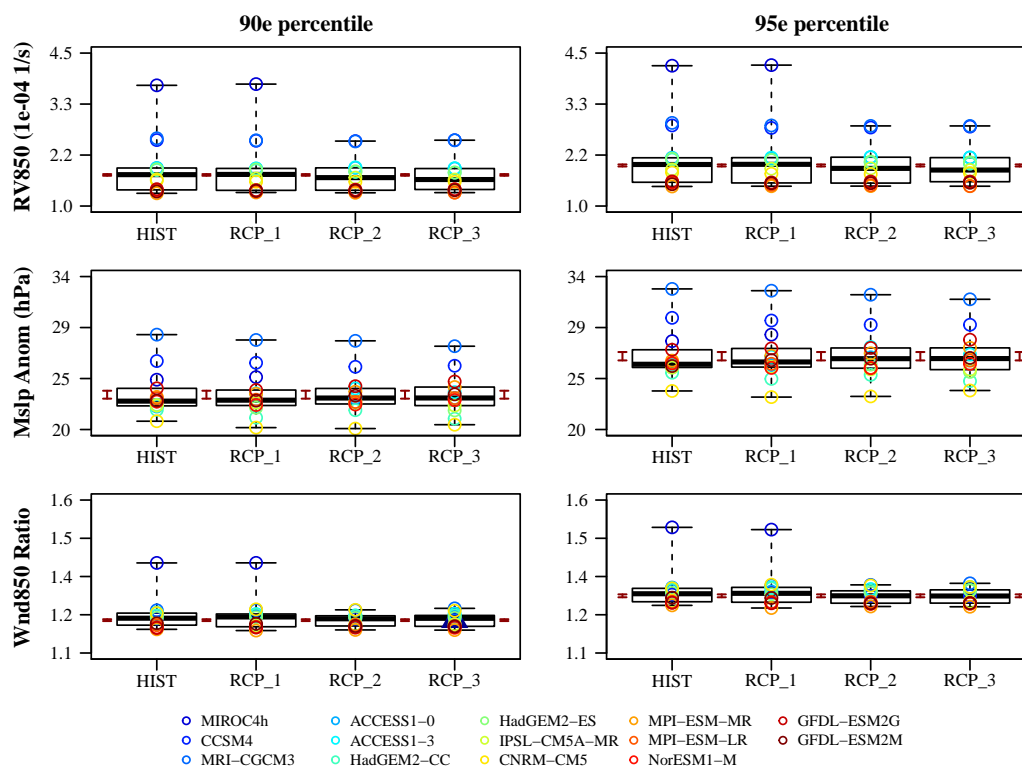 90e percentile 95e percentile
RV850 (1e-04 1/s)
4.5
3.3
2.2
1.0
HIST RCP_1 RCP_2 RCP_3
4.5
3.3
2.2
1.0
HIST RCP_1 RCP_2 RCP_3
Mslp Anom (hPa)
34
29
25
20
HIST RCP_1 RCP_2 RCP_3
34
29
25
20
HIST RCP_1 RCP_2 RCP_3
Wnd850 Ratio
1.6
1.5
1.4
1.2
1.1
HIST RCP_1 RCP_2 RCP_3
1.6
1.5
1.4
1.2
1.1
HIST RCP_1 RCP_2 RCP_3
MIROC4h ACCESS1−0 HadGEM2−ES MPI−ESM−MR GFDL−ESM2G
CCSM4 ACCESS1−3 IPSL−CM5A−MR MPI−ESM−LR GFDL−ESM2M
MRI−CGCM3 HadGEM2−CC CNRM−CM5 NorESM1−M